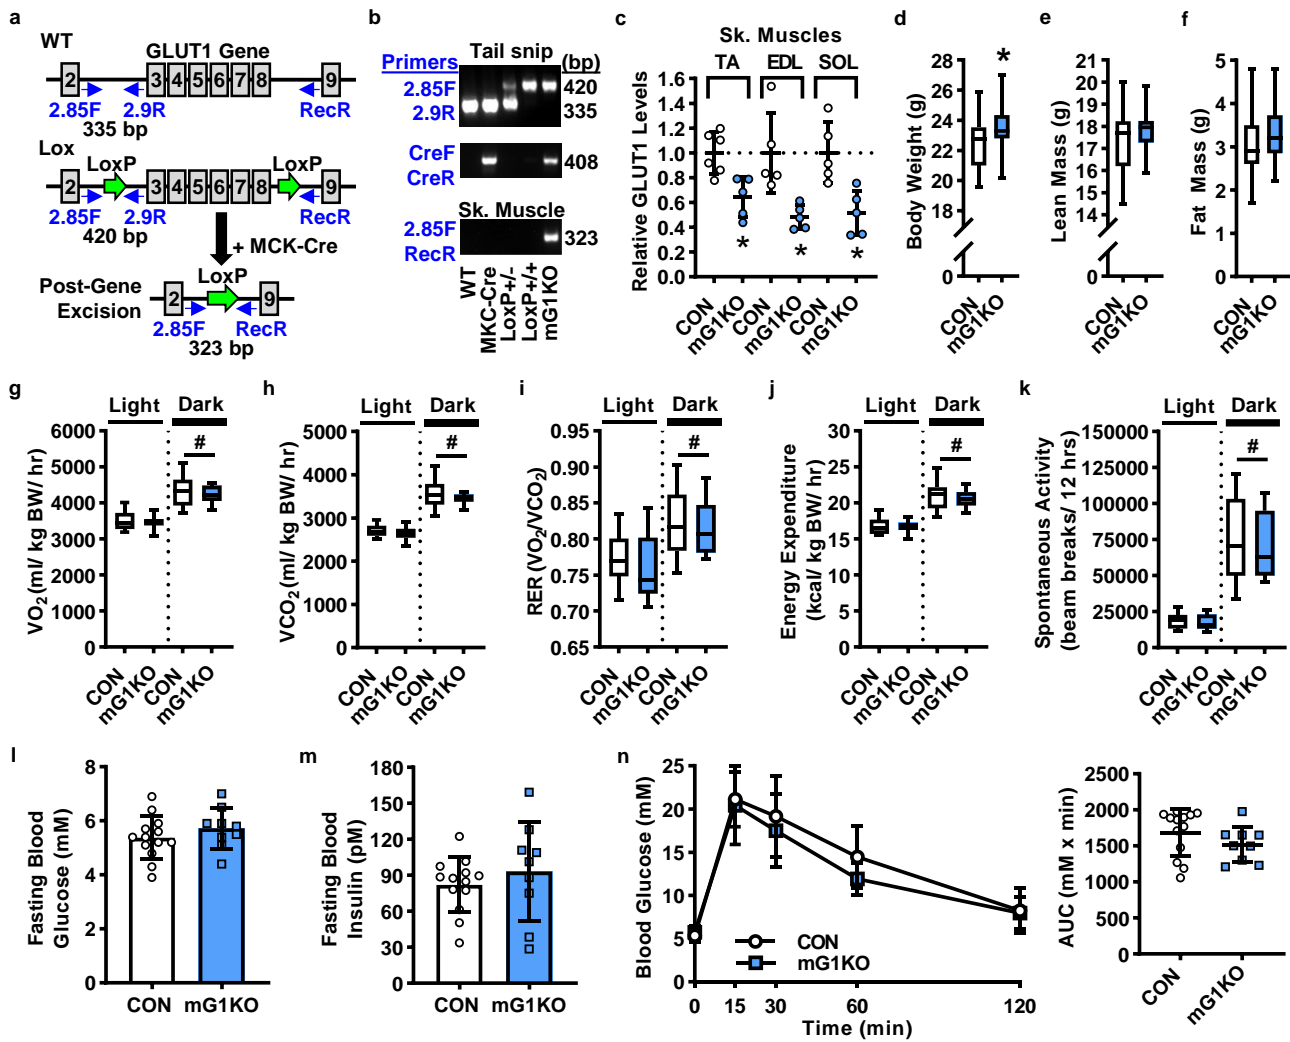 a
WT
GLUT1 Gene
2 3 4 5 6 7 8 9
2.85F 2.9R RecR
335 bp
Lox
LoxP LoxP
2 3 4 5 6 7 8 9
2.85F 2.9R RecR
420 bp
+ MCK-Cre
LoxP
Post-Gene
Excision
2 9
2.85F RecR
323 bp
b
Tail snip
Primers (bp)
2.85F 420
2.9R 335
CreF
CreR 408
Sk. Muscle
2.85F
RecR 323
WT
MKC-Cre
LoxP+/-
LoxP+/+
mG1KO
c
Sk. Muscles
TA EDL SOL
Relative GLUT1 Levels
1.6
1.4
1.2
1.0
0.8
0.6
0.4
0.2
0.0
* * *
CON mG1KO CON mG1KO CON mG1KO
d
Body Weight (g)
28
26
24
22
20
18
0
*
CON mG1KO
e
Lean Mass (g)
21
20
19
18
17
16
15
14
0
CON mG1KO
f
Fat Mass (g)
5
4
3
2
1
0
CON mG1KO
g
Light Dark
VO2 (ml/ kg BW/ hr)
6000
5000
4000
3000
2000
1000
0
#
CON mG1KO CON mG1KO
h
Light Dark
VCO2 (ml/ kg BW/ hr)
5000
4000
3000
2000
1000
0
#
CON mG1KO CON mG1KO
i
Light Dark
RER (VO2/VCO2)
0.95
0.90
0.85
0.80
0.75
0.70
0.65
#
CON mG1KO CON mG1KO
j
Light Dark
Energy Expenditure
(kcal/ kg BW/ hr)
30
25
20
15
10
5
0
#
CON mG1KO CON mG1KO
k
Light Dark
Spontaneous Activity
(beam breaks/ 12 hrs)
150000
125000
100000
75000
50000
25000
0
#
CON mG1KO CON mG1KO
l
Fasting Blood
Glucose (mM)
8
6
4
2
0
CON mG1KO
m
Fasting Blood
Insulin (pM)
180
150
120
90
60
30
0
CON mG1KO
n
Blood Glucose (mM)
25
20
15
10
5
0
CON
mG1KO
0 15 30 60 120
Time (min)
AUC (mM x min)
2500
2000
1500
1000
500
0
CON mG1KO